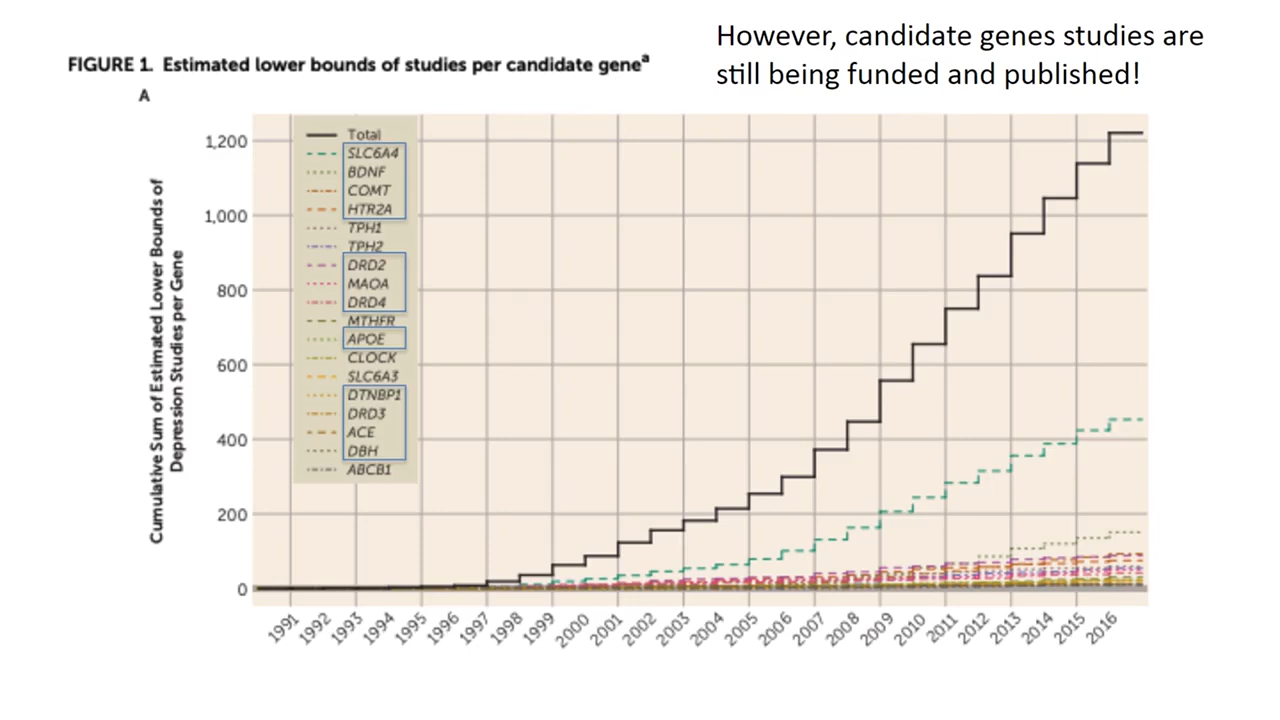 However, candidate genes studies are
still being funded and published!
FIGURE 1. Estimated lower bounds of studies per candidate geneª
A
Cumulative Sum of Estimated Lower Bounds of
Depression Studies per Gene
1,200
1,000
800
600
400
200
0
Total
SLC6A4
BDNF
COMT
HTR2A
TPH1
TPH2
DRD2
MAOA
DRD4
MTHFR
APOE
CLOCK
SLC6A3
DTNBP1
DRD3
ACE
DBH
ABCB1
1991 1992 1993 1994 1995 1996 1997 1998 1999 2000 2001 2002 2003 2004 2005 2006 2007 2008 2009 2010 2011 2012 2013 2014 2015 2016